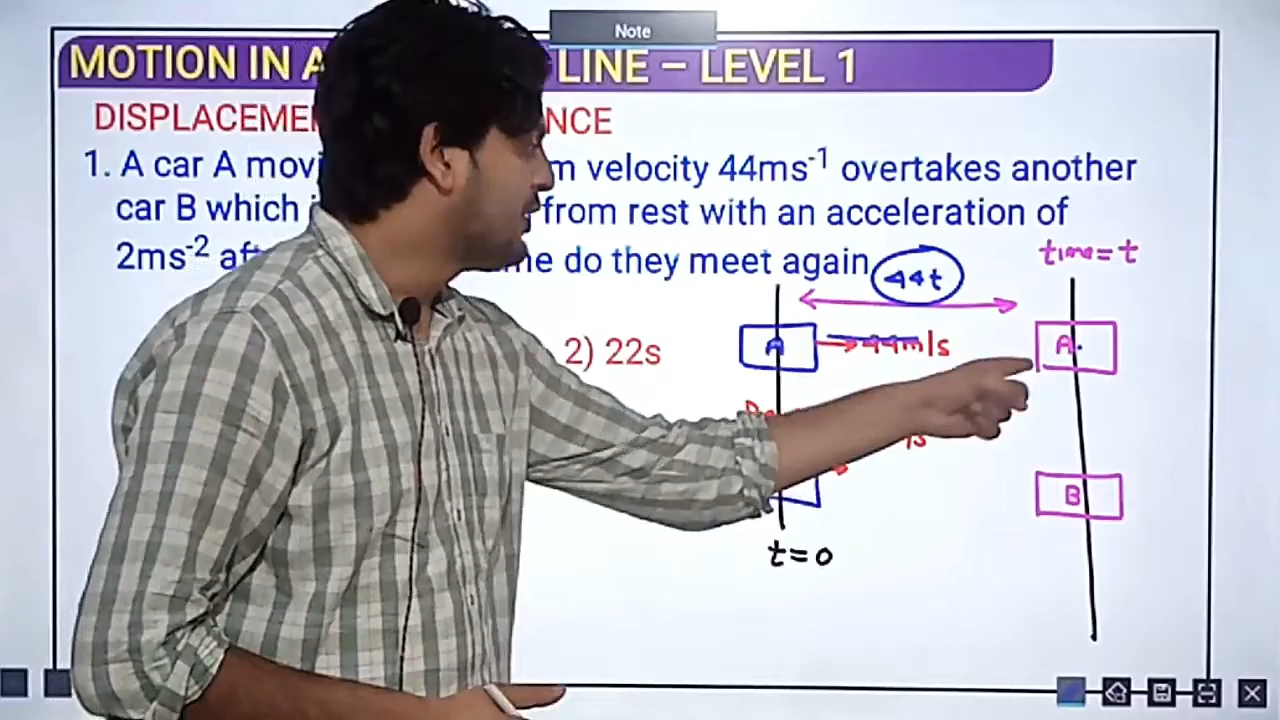 Note
MOTION IN A LINE – LEVEL 1
DISPLACEME NCE
1. A car A movi m velocity 44ms⁻¹ overtakes another
car B which from rest with an acceleration of
2ms⁻² af me do they meet again
time = t
44t
A → 44m/s A
2) 22s
B
t = 0